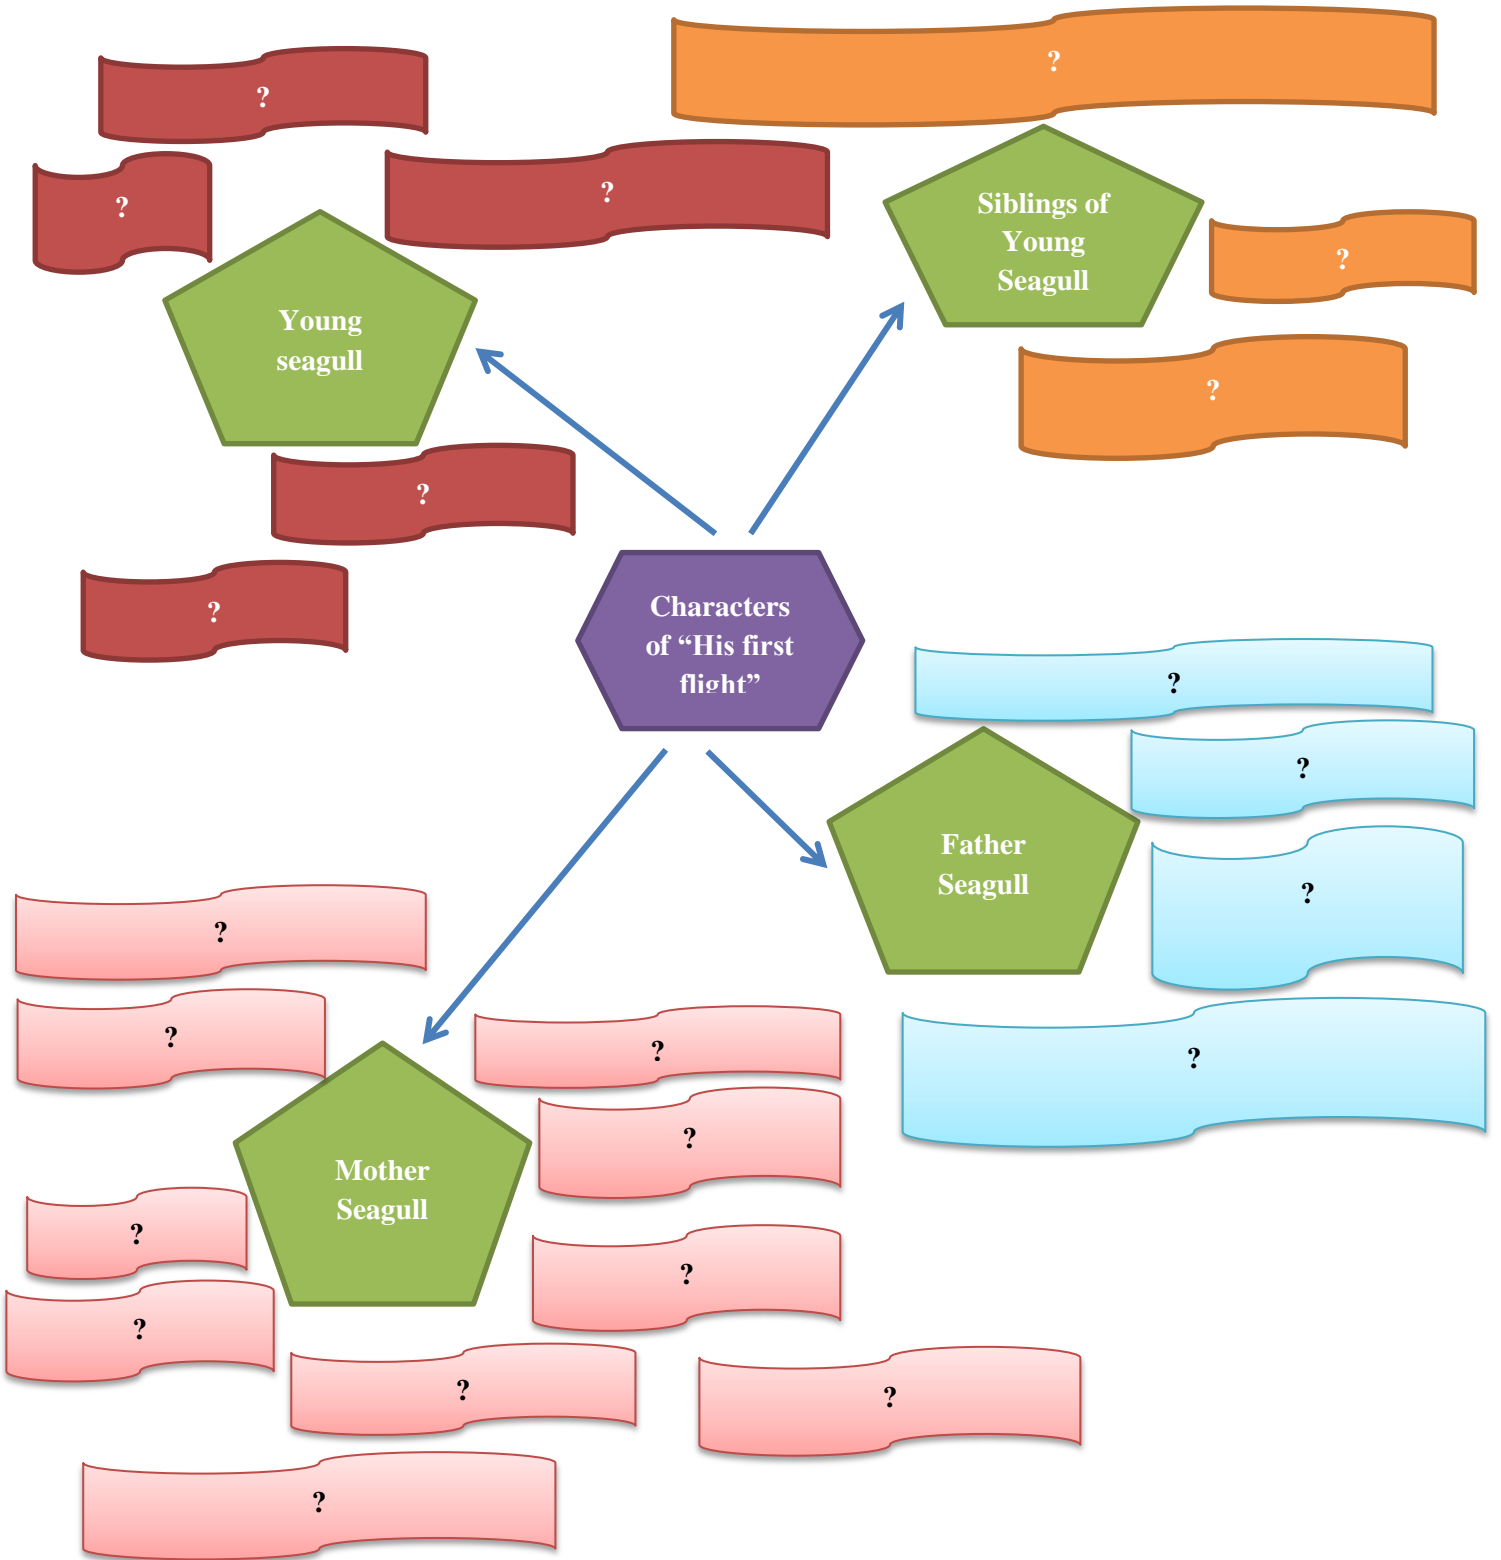 ?
?
?
?
Siblings of
Young
Seagull
?
Young
seagull
?
?
?
Characters
of “His first
flight”
?
?
Father
Seagull
?
?
?
?
?
?
Mother
Seagull
?
?
?
?
?
?
?